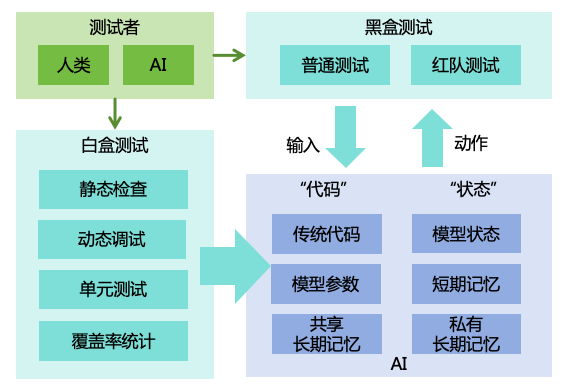 测试者
人类
AI
黑盒测试
普通测试
红队测试
白盒测试
静态检查
动态调试
单元测试
覆盖率统计
输入
动作
“代码”
“状态”
传统代码
模型状态
模型参数
短期记忆
共享
长期记忆
私有
长期记忆
AI